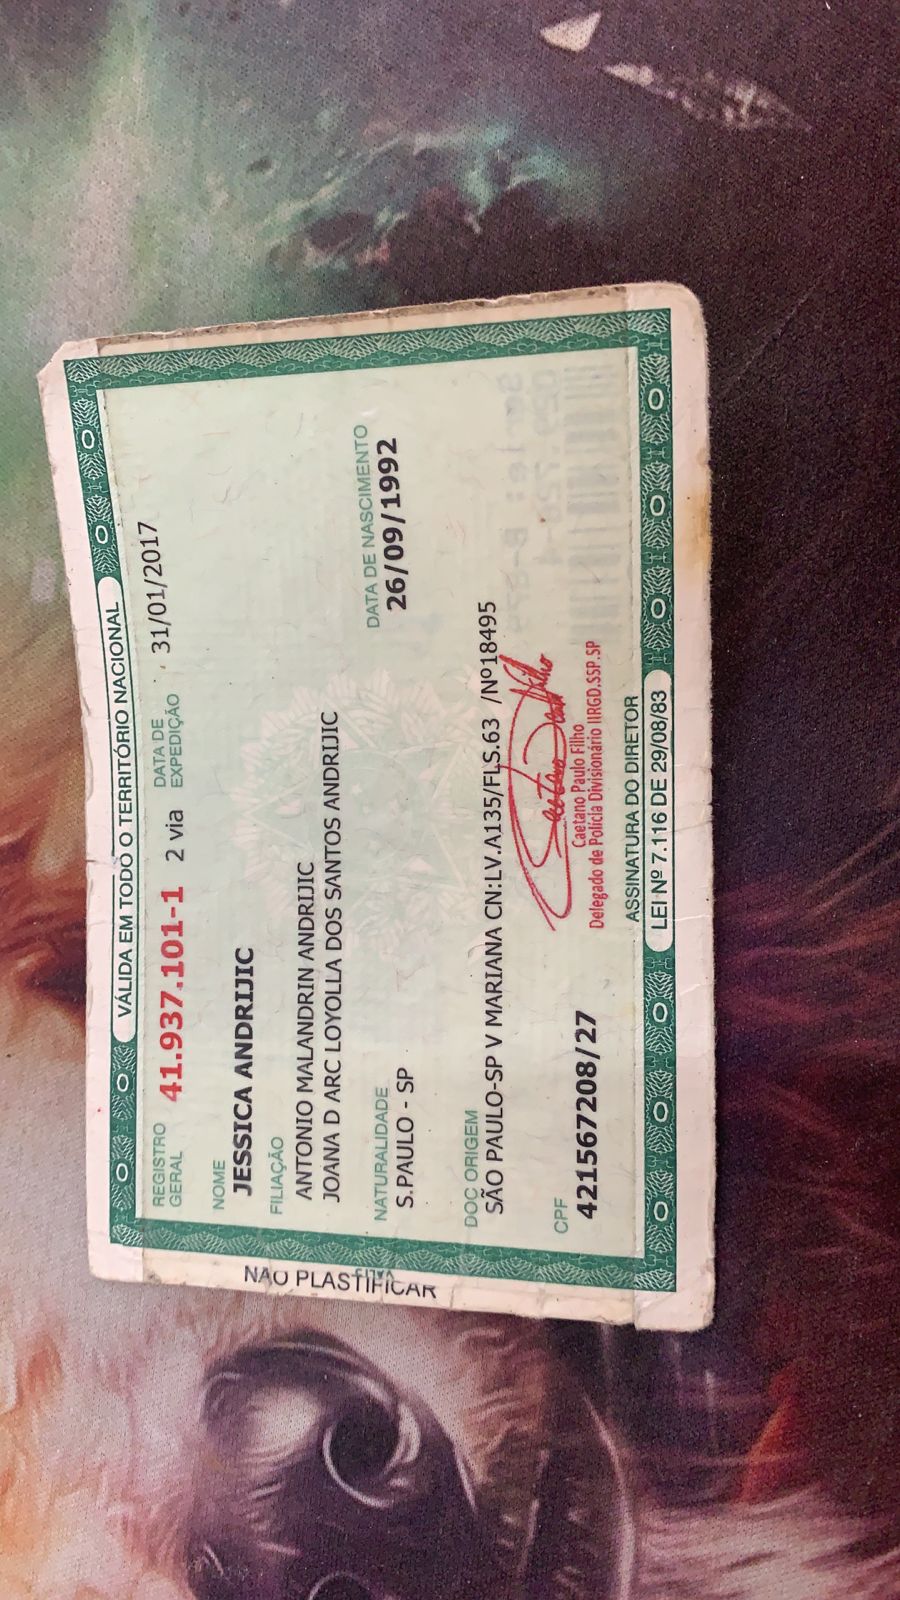 VÁLIDA EM TODO O TERRITÓRIO NACIONAL
REGISTRO GERAL 41.937.101-1 2 via DATA DE EXPEDIÇÃO 31/01/2017
NOME
JESSICA ANDRIJIC
FILIAÇÃO
ANTONIO MALANDRIN ANDRIJIC
JOANA D ARC LOYOLLA DOS SANTOS ANDRIJIC
NATURALIDADE DATA DE NASCIMENTO
S.PAULO - SP 26/09/1992
DOC ORIGEM
SÃO PAULO-SP V MARIANA CN:LV.A135/FLS.63 /Nº18495
CPF 421567208/27
Caetano Paulo Filho
Delegado de Polícia Divisionário IIRGD.SSP.SP
ASSINATURA DO DIRETOR
LEI Nº 7.116 DE 29/08/83
NÃO PLASTIFICAR